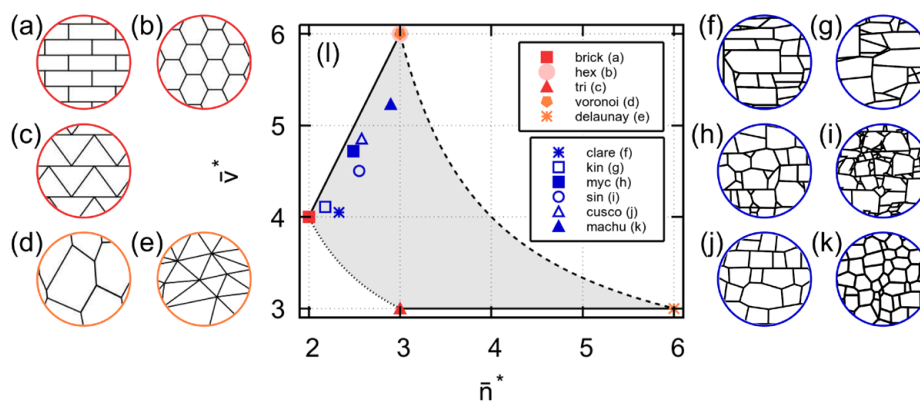 (a)
(b)
(c)
(d)
(e)
v̄*
6
5
4
3
(l)
brick (a)
hex (b)
tri (c)
voronoi (d)
delaunay (e)
clare (f)
kin (g)
myc (h)
sin (i)
cusco (j)
machu (k)
2
3
4
5
6
n̄*
(f)
(g)
(h)
(i)
(j)
(k)